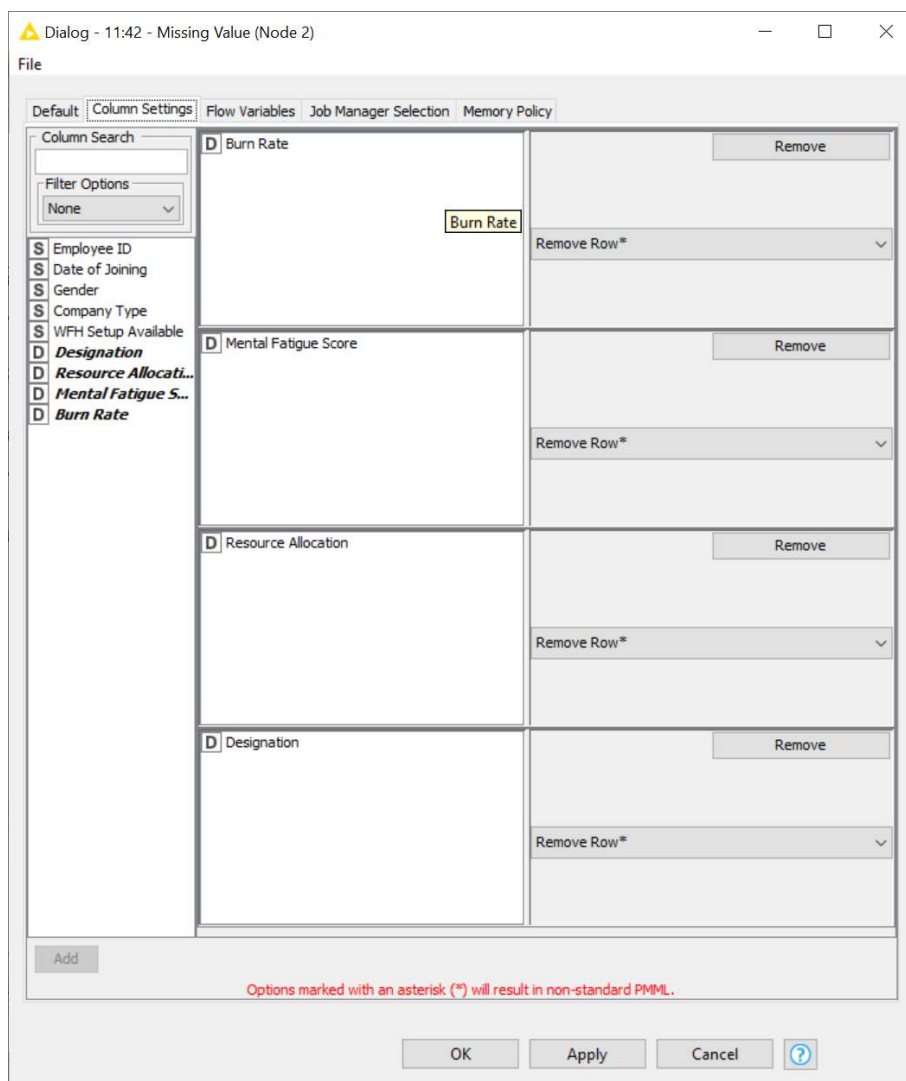 Dialog - 11:42 - Missing Value (Node 2)
File
Default Column Settings Flow Variables Job Manager Selection Memory Policy
Column Search
Filter Options
None
S Employee ID
S Date of Joining
S Gender
S Company Type
S WFH Setup Available
D Designation
D Resource Allocati...
D Mental Fatigue S...
D Burn Rate
D Burn Rate
Remove
Burn Rate
Remove Row*
D Mental Fatigue Score
Remove
Remove Row*
D Resource Allocation
Remove
Remove Row*
D Designation
Remove
Remove Row*
Add
Options marked with an asterisk (*) will result in non-standard PMML.
OK Apply Cancel ?